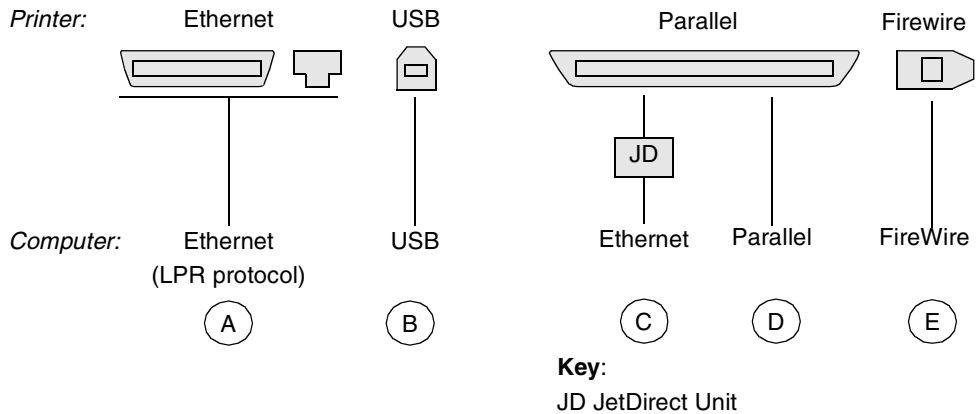 Printer: Ethernet USB Parallel Firewire
JD
Computer: Ethernet USB Ethernet Parallel FireWire
(LPR protocol)
A B C D E
Key:
JD JetDirect Unit